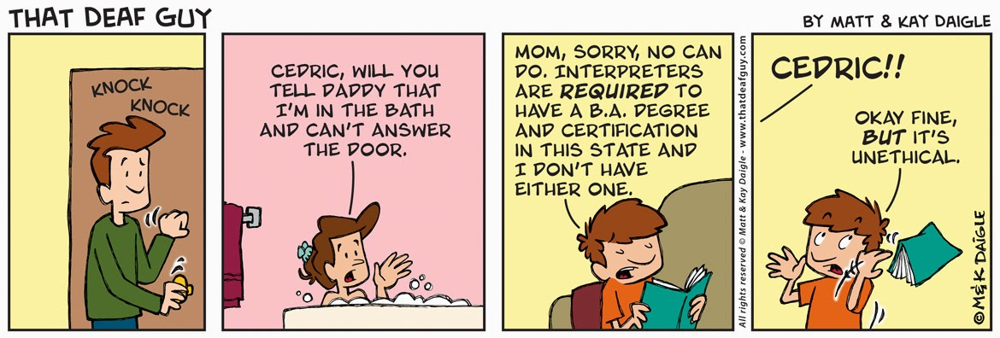 THAT DEAF GUY
BY MATT & KAY DAIGLE
KNOCK
KNOCK
CEDRIC, WILL YOU
TELL DADDY THAT
I'M IN THE BATH
AND CAN'T ANSWER
THE DOOR.
MOM, SORRY, NO CAN
DO. INTERPRETERS
ARE REQUIRED TO
HAVE A B.A. DEGREE
AND CERTIFICATION
IN THIS STATE AND
I DON'T HAVE
EITHER ONE.
All rights reserved © Matt & Kay Daigle - www.thatdeafguy.com
CEDRIC!!
OKAY FINE,
BUT IT'S
UNETHICAL.
©M&K DAIGLE